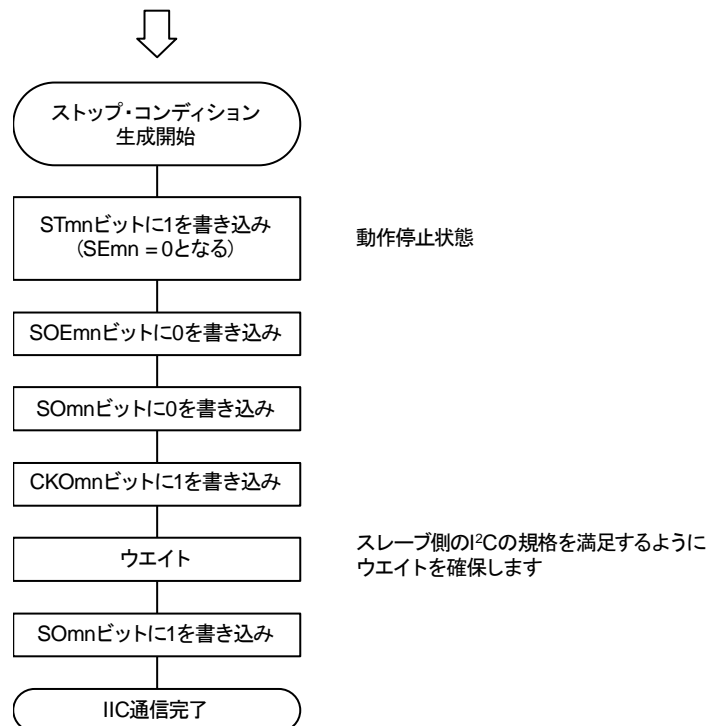 ストップ・コンディション
生成開始
STmnビットに1を書き込み
(SEmn = 0となる)
動作停止状態
SOEmnビットに0を書き込み
SOmnビットに0を書き込み
CKOmnビットに1を書き込み
ウエイト
スレーブ側のI²Cの規格を満足するように
ウエイトを確保します
SOmnビットに1を書き込み
IIC通信完了